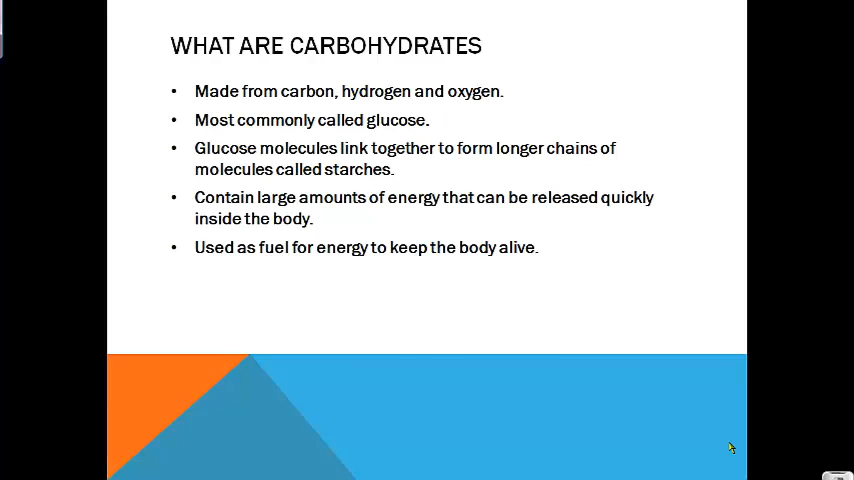 WHAT ARE CARBOHYDRATES
• Made from carbon, hydrogen and oxygen.
• Most commonly called glucose.
• Glucose molecules link together to form longer chains of
molecules called starches.
• Contain large amounts of energy that can be released quickly
inside the body.
• Used as fuel for energy to keep the body alive.